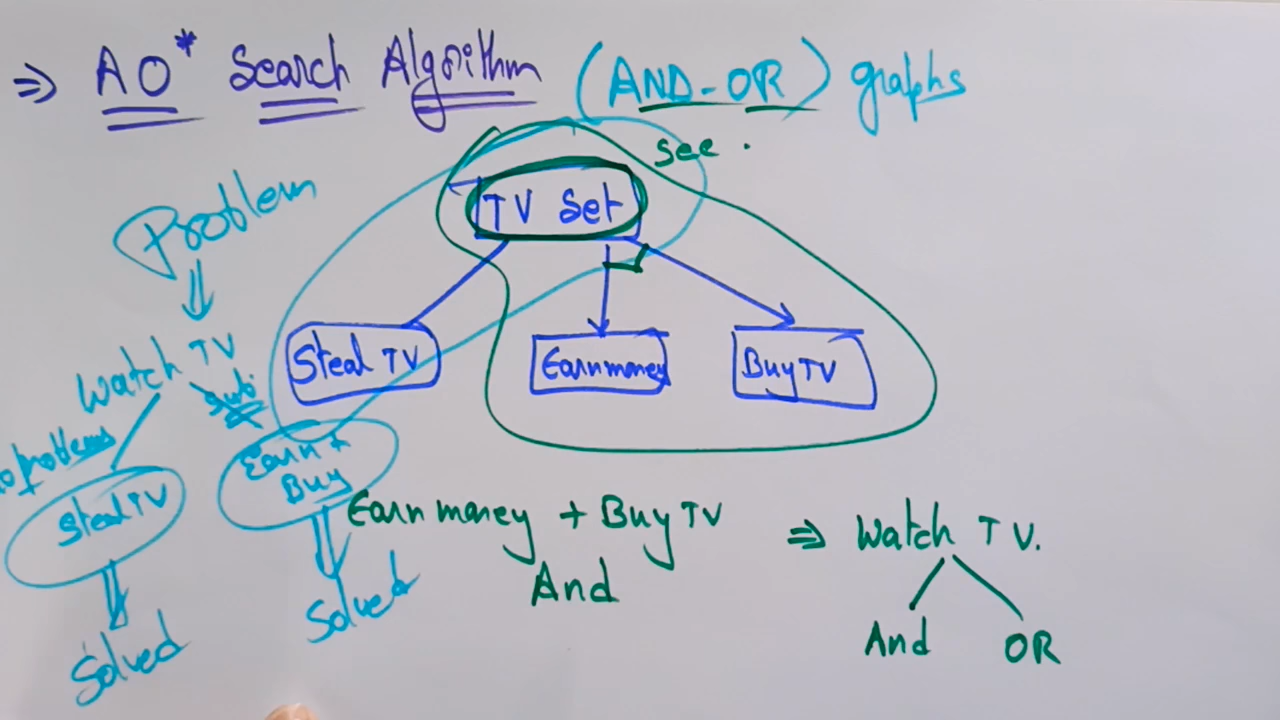 ⇒ AO* Search Algorithm (AND-OR) graphs
see.
TV Set
Problem
Steal TV
Earn money
Buy TV
Watch TV
Sub
problems
Steal TV
Earn +
Buy
Solved
Solved
Earn money + Buy TV
And
⇒ Watch TV.
And OR